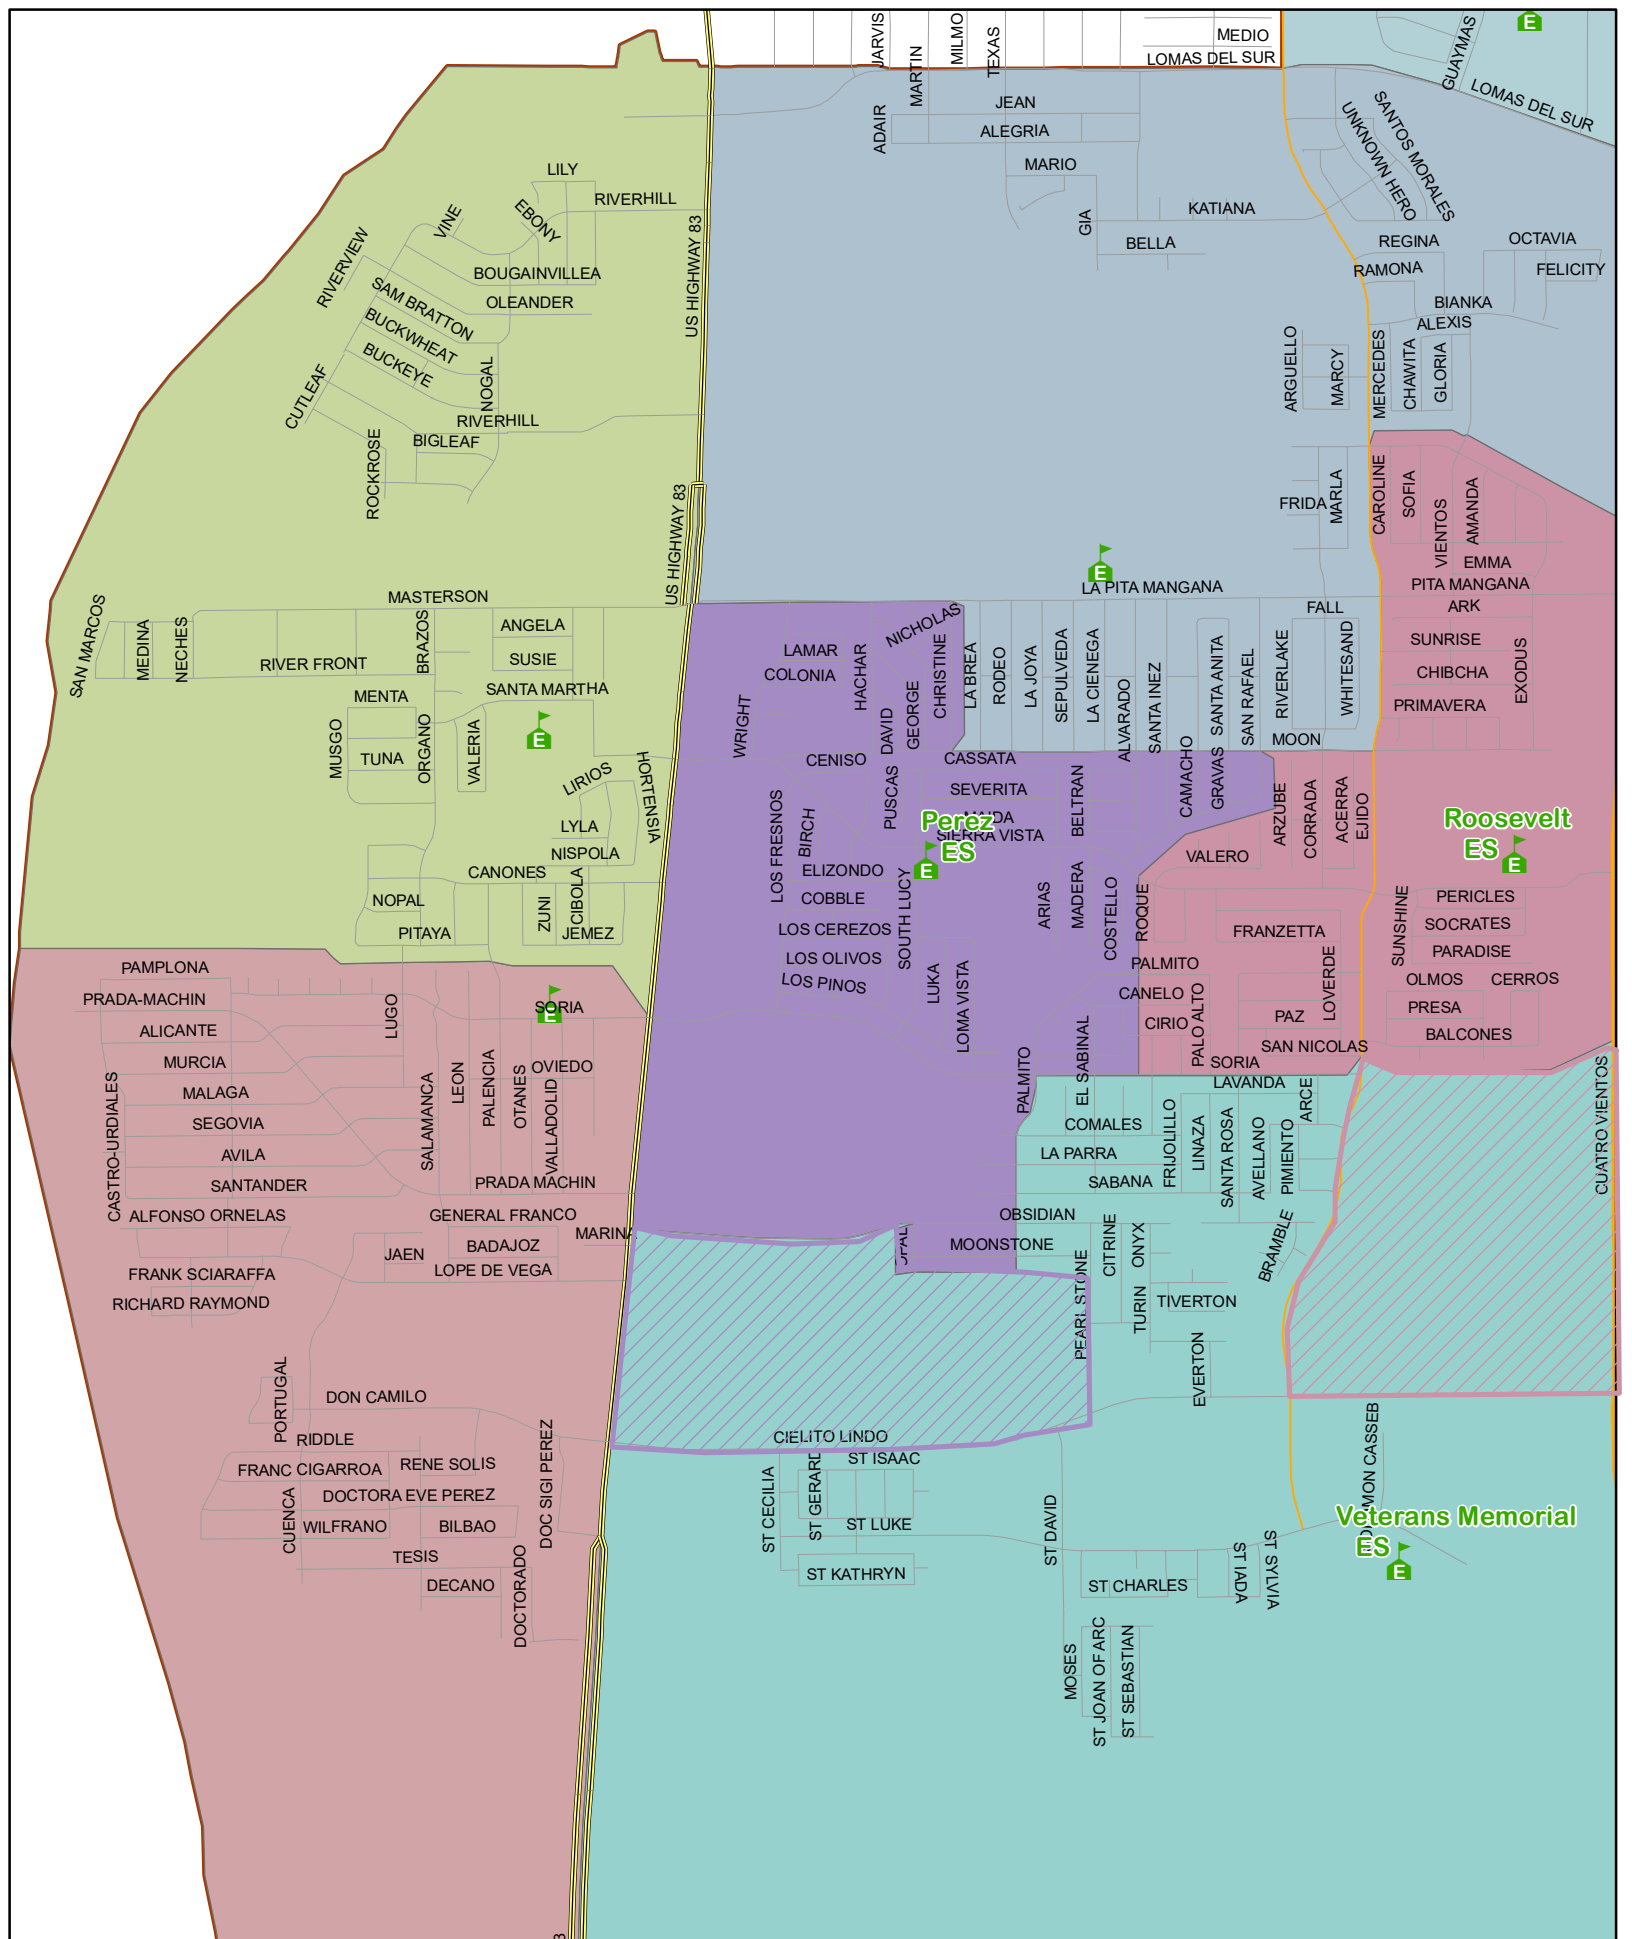 JARVIS
MARTIN
MILMO
TEXAS
MEDIO
LOMAS DEL SUR
GUAYMAS
E
LOMAS DEL SUR
ADAIR
JEAN
ALEGRIA
MARIO
GIA
KATIANA
BELLA
SANTOS MORALES
UNKNOWN HERO
REGINA
OCTAVIA
RAMONA
FELICITY
BIANKA
ALEXIS
LILY
RIVERHILL
EBONY
VINE
RIVERVIEW
BOUGAINVILLEA
OLEANDER
SAM BRATTON
BUCKWHEAT
BUCKEYE
NOGAL
CUTLEAF
RIVERHILL
BIGLEAF
ROCKROSE
US HIGHWAY 83
US HIGHWAY 83
ARGUELLO
MARCY
MERCEDES
CHAWITA
GLORIA
FRIDA
MARLA
CAROLINE
SOFIA
VIENTOS
AMANDA
EMMA
E
LA PITA MANGANA
PITA MANGANA
FALL
ARK
SUNRISE
CHIBCHA
PRIMAVERA
EXODUS
MASTERSON
SAN MARCOS
MEDINA
NECHES
RIVER FRONT
BRAZOS
ANGELA
SUSIE
SANTA MARTHA
MENTA
MUSGO
TUNA
ORGANO
VALERIA
E
LIRIOS
HORTENSIA
LYLA
NISPOLA
CANONES
NOPAL
PITAYA
ZUNI
CIBOLA
JEMEZ
NICHOLAS
LAMAR
COLONIA
HACHAR
CHRISTINE
WRIGHT
DAVID
GEORGE
LA BREA
RODEO
LA JOYA
SEPULVEDA
LA CIENEGA
ALVARADO
SANTA INEZ
SANTA ANITA
SAN RAFAEL
RIVERLAKE
WHITESAND
MOON
CENISO
CASSATA
SEVERITA
PUSCAS
BELTRAN
CAMACHO
GRAVAS
SIERRA VISTA
Perez
ES
E
LOS FRESNOS
BIRCH
ELIZONDO
COBBLE
LOS CEREZOS
LOS OLIVOS
LOS PINOS
SOUTH LUCY
LUKA
LOMA VISTA
ARIAS
MADERA
COSTELLO
ROQUE
ARZUBE
CORRADA
ACERRA
EJIDO
VALERO
Roosevelt
ES
E
SUNSHINE
PERICLES
SOCRATES
PARADISE
OLMOS
CERROS
PRESA
BALCONES
FRANZETTA
LOVERDE
PALMITO
CANELO
CIRIO
PALO ALTO
PAZ
SAN NICOLAS
SORIA
PAMPLONA
PRADA-MACHIN
ALICANTE
MURCIA
MALAGA
SEGOVIA
AVILA
SANTANDER
CASTRO-URDIALES
LUGO
SALAMANCA
LEON
PALENCIA
OTANES
VALLADOLID
SORIA
E
OVIEDO
PRADA MACHIN
ALFONSO ORNELAS
GENERAL FRANCO
MARINA
JAEN
BADAJOZ
LOPE DE VEGA
FRANK SCIARAFFA
RICHARD RAYMOND
PALMITO
EL SABINAL
LAVANDA
ARCE
COMALES
LA PARRA
SABANA
FRIJOLILLO
LINAZA
SANTA ROSA
AVELLANO
PIMIENTO
CUATRO VIENTOS
OBSIDIAN
MOONSTONE
CITRINE
ONYX
BRAMBLE
PEARL STONE
TURIN
TIVERTON
EVERTON
PORTUGAL
DON CAMILO
RIDDLE
FRANC CIGARROA
RENE SOLIS
DOCTORA EVE PEREZ
CUENCA
WILFRANO
BILBAO
TESIS
DECANO
DOC SIGI PEREZ
DOCTORADO
CIELITO LINDO
ST CECILIA
ST GERARD
ST ISAAC
ST LUKE
ST KATHRYN
ST DAVID
ST CHARLES
ST IADA
ST SYLVIA
MOSES
ST JOAN OF ARC
ST SEBASTIAN
Veterans Memorial
ES
E